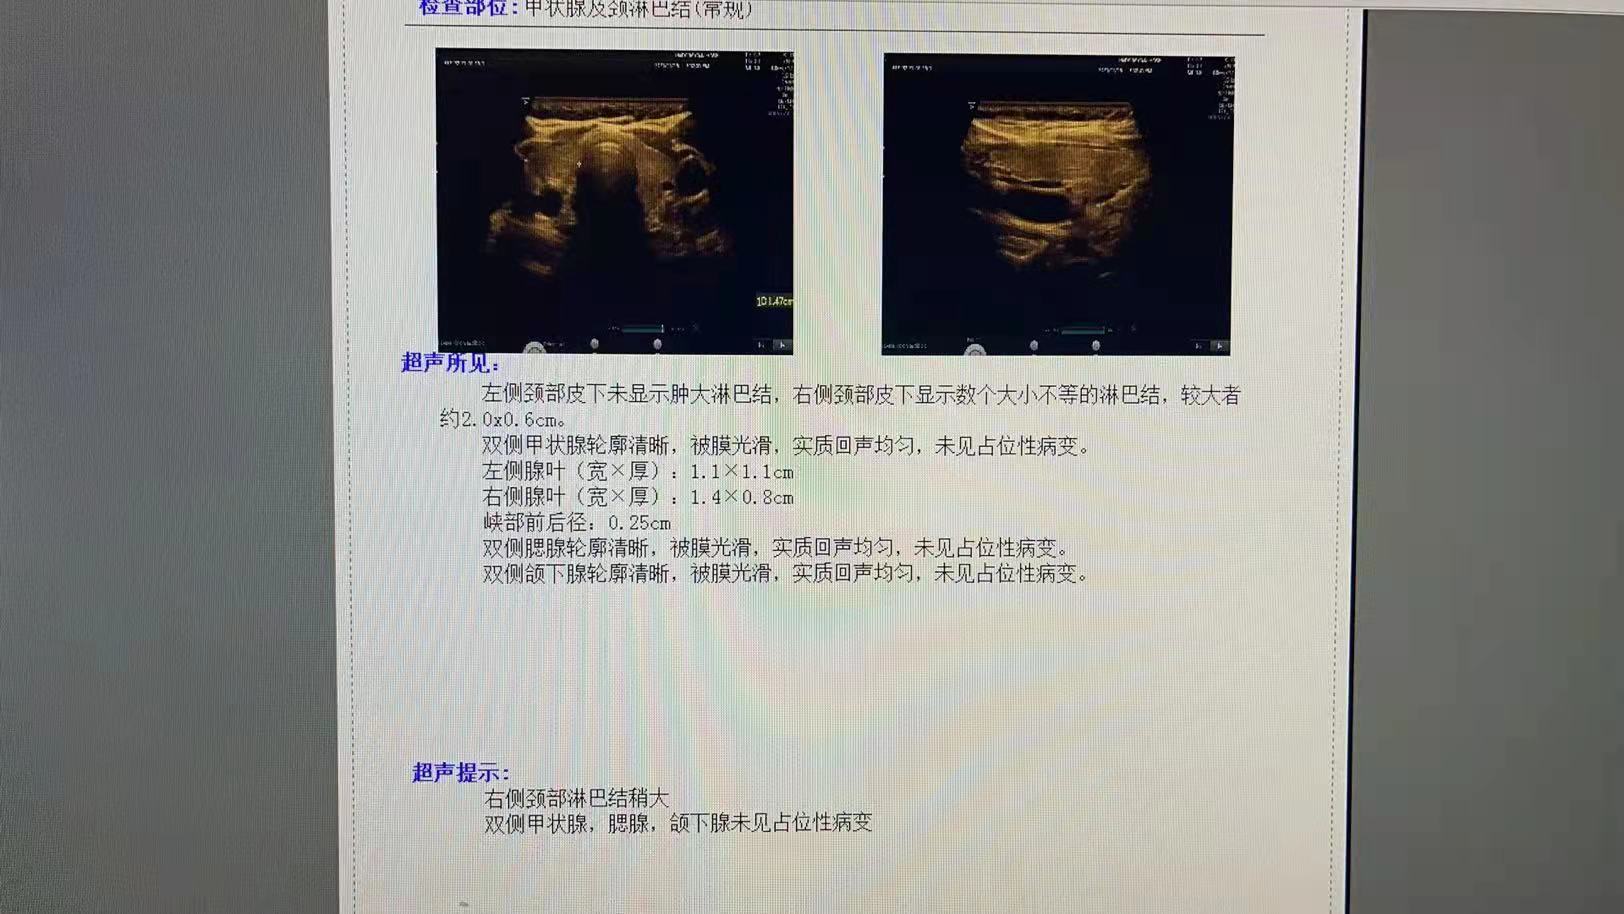 检查部位:甲状腺及颈淋巴结(常规)
1D1.47cm
超声所见:
左侧颈部皮下未显示肿大淋巴结，右侧颈部皮下显示数个大小不等的淋巴结，较大者
约2.0x0.6cm。
双侧甲状腺轮廓清晰，被膜光滑，实质回声均匀，未见占位性病变。
左侧腺叶（宽×厚）:1.1×1.1cm
右侧腺叶（宽×厚）:1.4×0.8cm
峡部前后径:0.25cm
双侧腮腺轮廓清晰，被膜光滑，实质回声均匀，未见占位性病变。
双侧颌下腺轮廓清晰，被膜光滑，实质回声均匀，未见占位性病变。
超声提示:
右侧颈部淋巴结稍大
双侧甲状腺，腮腺，颌下腺未见占位性病变